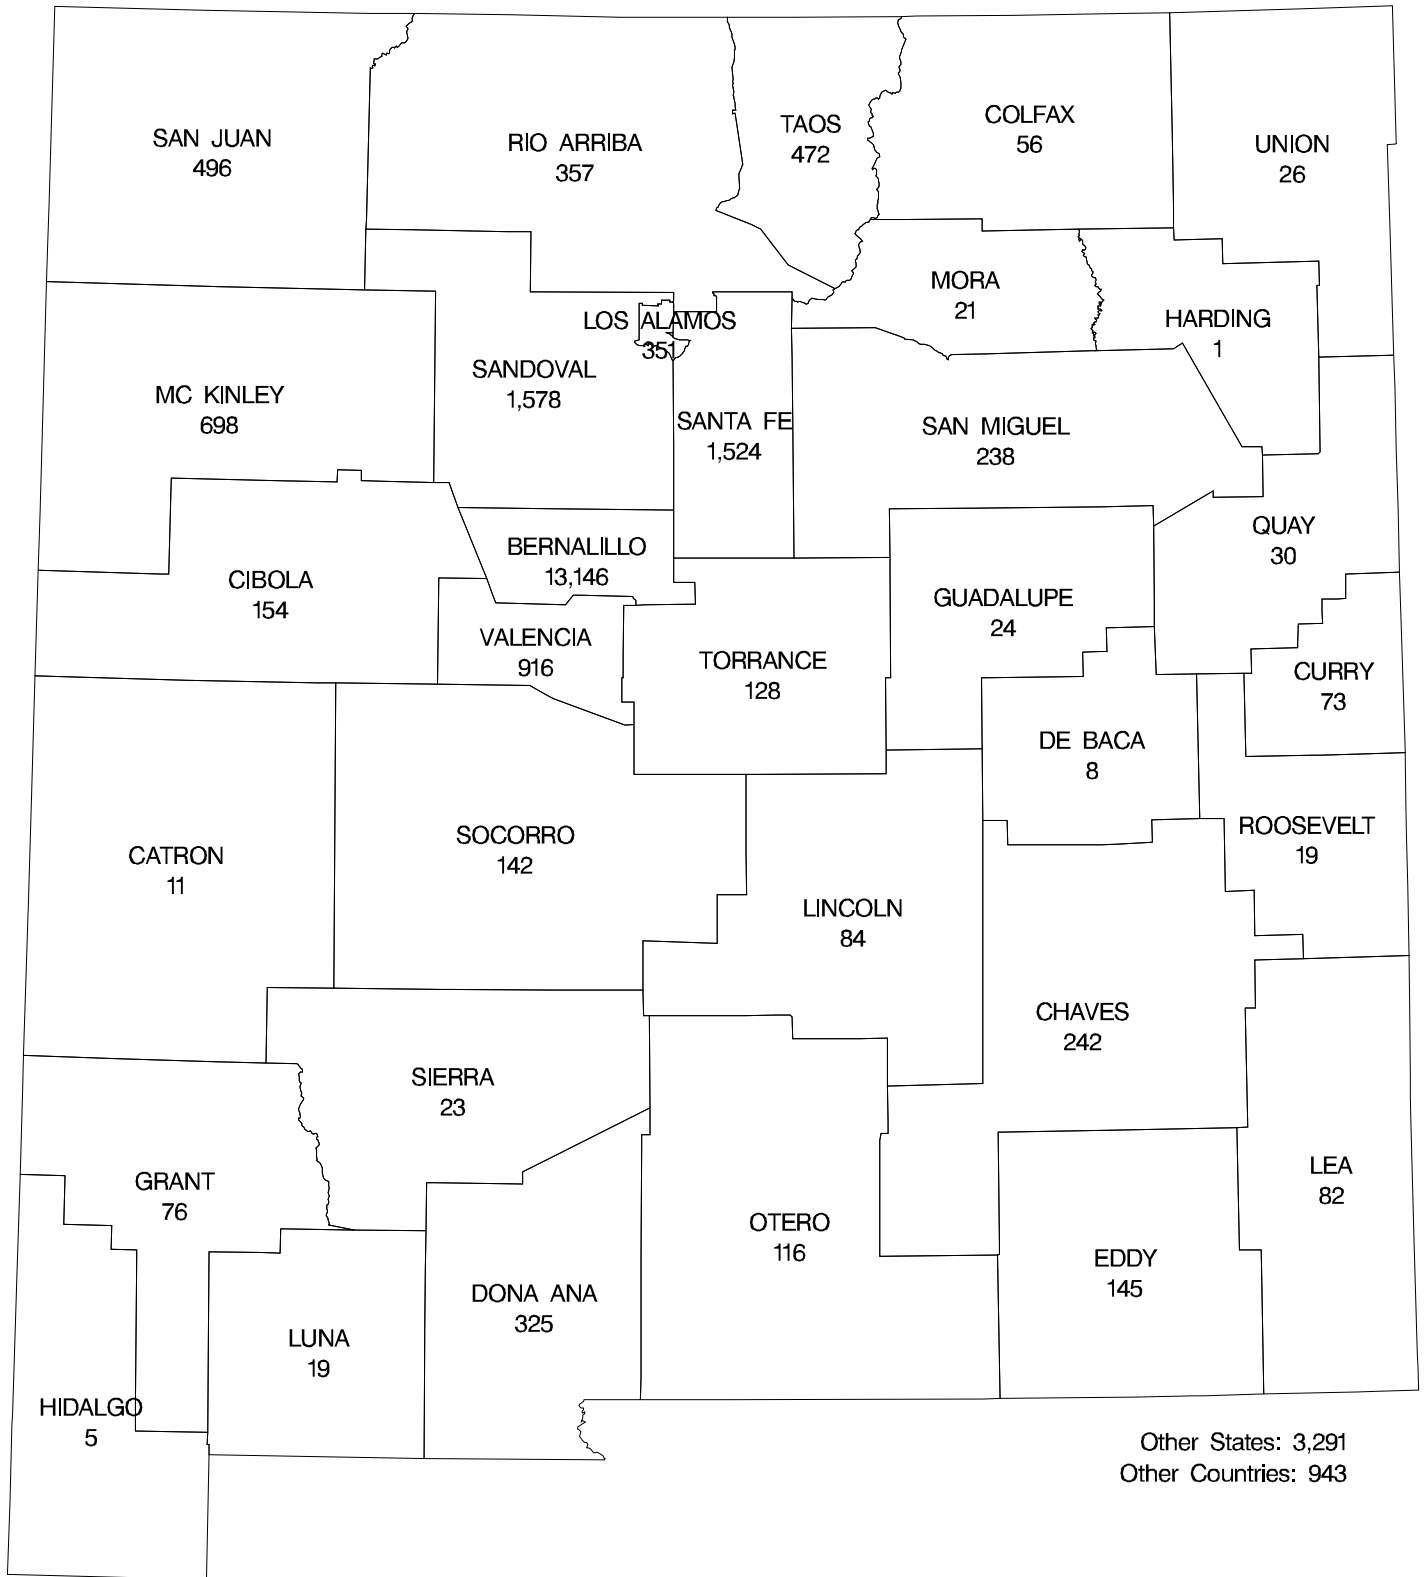 SAN JUAN
496
RIO ARRIBA
357
TAOS
472
COLFAX
56
UNION
26
MORA
21
HARDING
1
LOS ALAMOS
351
SANDOVAL
1,578
MC KINLEY
698
SANTA FE
1,524
SAN MIGUEL
238
QUAY
30
BERNALILLO
13,146
CIBOLA
154
GUADALUPE
24
VALENCIA
916
TORRANCE
128
CURRY
73
DE BACA
8
ROOSEVELT
19
SOCORRO
142
CATRON
11
LINCOLN
84
CHAVES
242
SIERRA
23
LEA
82
GRANT
76
OTERO
116
EDDY
145
DONA ANA
325
LUNA
19
HIDALGO
5
Other States: 3,291
Other Countries: 943